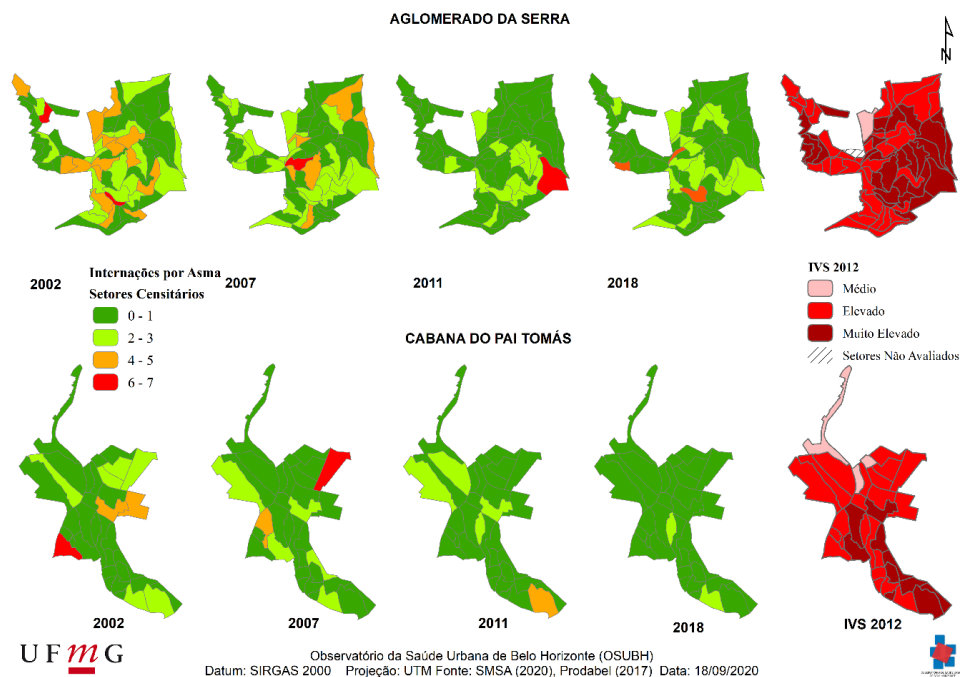 AGLOMERADO DA SERRA
N
2002
Internações por Asma
Setores Censitários
0 - 1
2 - 3
4 - 5
6 - 7
2007
2011
2018
IVS 2012
Médio
Elevado
Muito Elevado
Setores Não Avaliados
CABANA DO PAI TOMÁS
2002
2007
2011
2018
IVS 2012
UFmG
Observatório da Saúde Urbana de Belo Horizonte (OSUBH)
Datum: SIRGAS 2000 Projeção: UTM Fonte: SMSA (2020), Prodabel (2017) Data: 18/09/2020